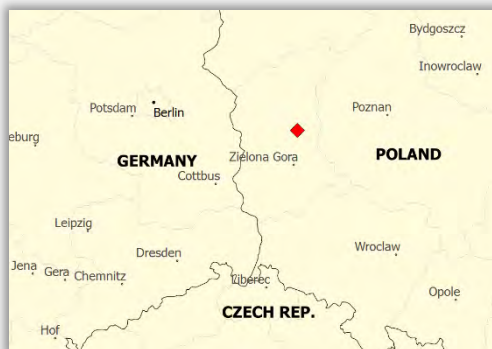 Bydgoszcz
Inowroclaw
Potsdam
Berlin
Poznan
eburg
GERMANY
Zielona Gora
POLAND
Cottbus
Leipzig
Dresden
Wroclaw
Jena
Gera
Chemnitz
Liberec
Opole
CZECH REP.
Hof